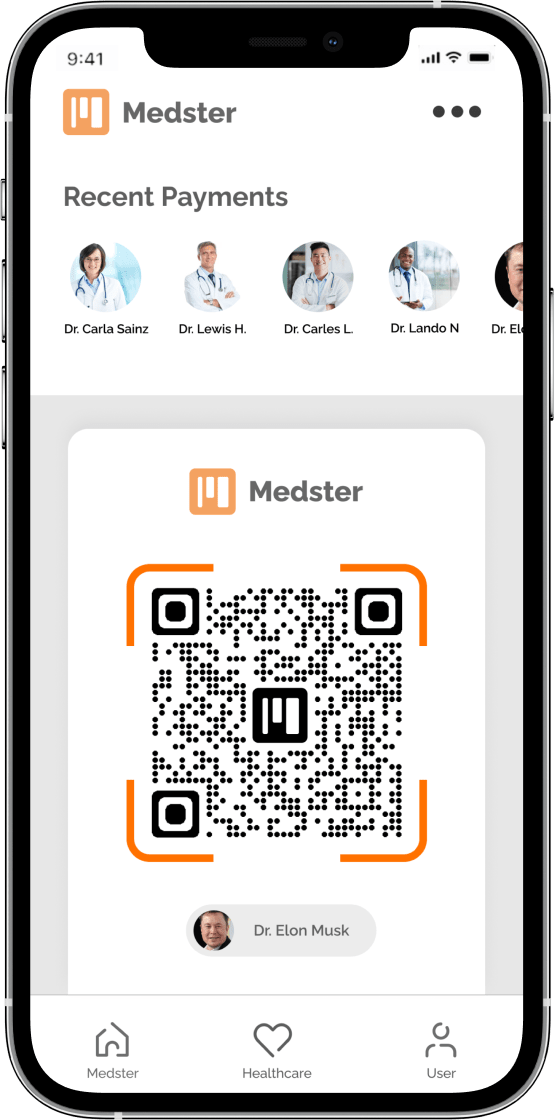 9:41
Medster
Recent Payments
Dr. Carla Sainz
Dr. Lewis H.
Dr. Carles L.
Dr. Lando N
Dr. El
Medster
Dr. Elon Musk
Medster
Healthcare
User